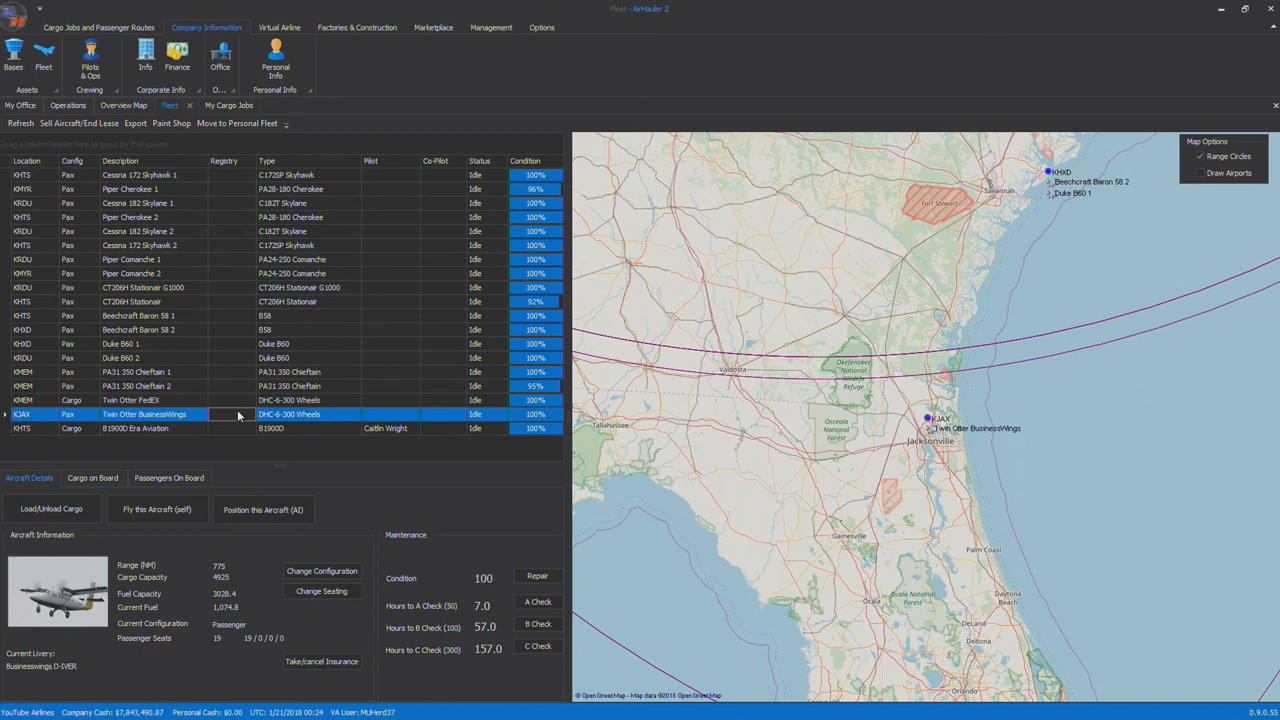 Fleet - AirHauler 2
Cargo Jobs and Passenger Routes Company Information Virtual Airline Factories & Construction Marketplace Management Options
Bases Fleet Pilots & Ops Info Finance Office Personal Info
Assets Crewing Corporate Info O... Personal Info
My Office Operations Overview Map Fleet × My Cargo Jobs
Refresh Sell Aircraft/End Lease Export Paint Shop Move to Personal Fleet
Drag a column header here to group by that column
Location Config Description Registry Type Pilot Co-Pilot Status Condition
KHTS Pax Cessna 172 Skyhawk 1 C172SP Skyhawk Idle 100%
KMYR Pax Piper Cherokee 1 PA28-180 Cherokee Idle 96%
KRDU Pax Cessna 182 Skylane 1 C182T Skylane Idle 100%
KHTS Pax Piper Cherokee 2 PA28-180 Cherokee Idle 100%
KRDU Pax Cessna 182 Skylane 2 C182T Skylane Idle 100%
KHTS Pax Cessna 172 Skyhawk 2 C172SP Skyhawk Idle 100%
KRDU Pax Piper Comanche 1 PA24-250 Comanche Idle 100%
KMYR Pax Piper Comanche 2 PA24-250 Comanche Idle 100%
KRDU Pax CT206H Stationair G1000 CT206H Stationair G1000 Idle 100%
KHTS Pax CT206H Stationair CT206H Stationair Idle 92%
KHTS Pax Beechcraft Baron 58 1 B58 Idle 100%
KHXD Pax Beechcraft Baron 58 2 B58 Idle 100%
KHXD Pax Duke B60 1 Duke B60 Idle 100%
KRDU Pax Duke B60 2 Duke B60 Idle 100%
KMEM Pax PA31 350 Chieftain 1 PA31 350 Chieftain Idle 100%
KMEM Pax PA31 350 Chieftain 2 PA31 350 Chieftain Idle 95%
KMEM Cargo Twin Otter FedEX DHC-6-300 Wheels Idle 100%
KJAX Pax Twin Otter BusinessWings DHC-6-300 Wheels Idle 100%
KHTS Cargo B1900D Era Aviation B1900D Caitlin Wright Idle 100%
Aircraft Details Cargo on Board Passengers On Board
Load/Unload Cargo Fly this Aircraft (self) Position this Aircraft (AI)
Aircraft Information
Range (NM) 775
Cargo Capacity 4925
Fuel Capacity 3028.4
Current Fuel 1,074.8
Current Configuration Passenger
Passenger Seats 19 19 / 0 / 0 / 0
Change Configuration
Change Seating
Take/cancel Insurance
Current Livery:
Businesswings D-IVER
Maintenance
Condition 100 Repair
Hours to A Check (50) 7.0 A Check
Hours to B Check (100) 57.0 B Check
Hours to C Check (300) 157.0 C Check
Map Options
Range Circles
Draw Airports
KHXD
Beechcraft Baron 58 2
Duke B60 1
Savannah
Fort Stewart
Okefenokee National Wildlife Refuge
Valdosta
Tallahassee
Osceola National Forest
KJAX
Twin Otter BusinessWings
Jacksonville
Gainesville
Palm Coast
Ocala
Ocala National Forest
Daytona Beach
DeLand
Deltona
Orlando
© OpenStreetMap - Map data ©2018 OpenStreetMap
YouTube Airlines Company Cash: $7,843,490.87 Personal Cash: $0.00 UTC: 1/21/2018 00:24 VA User: MUHerd37 0.9.0.55